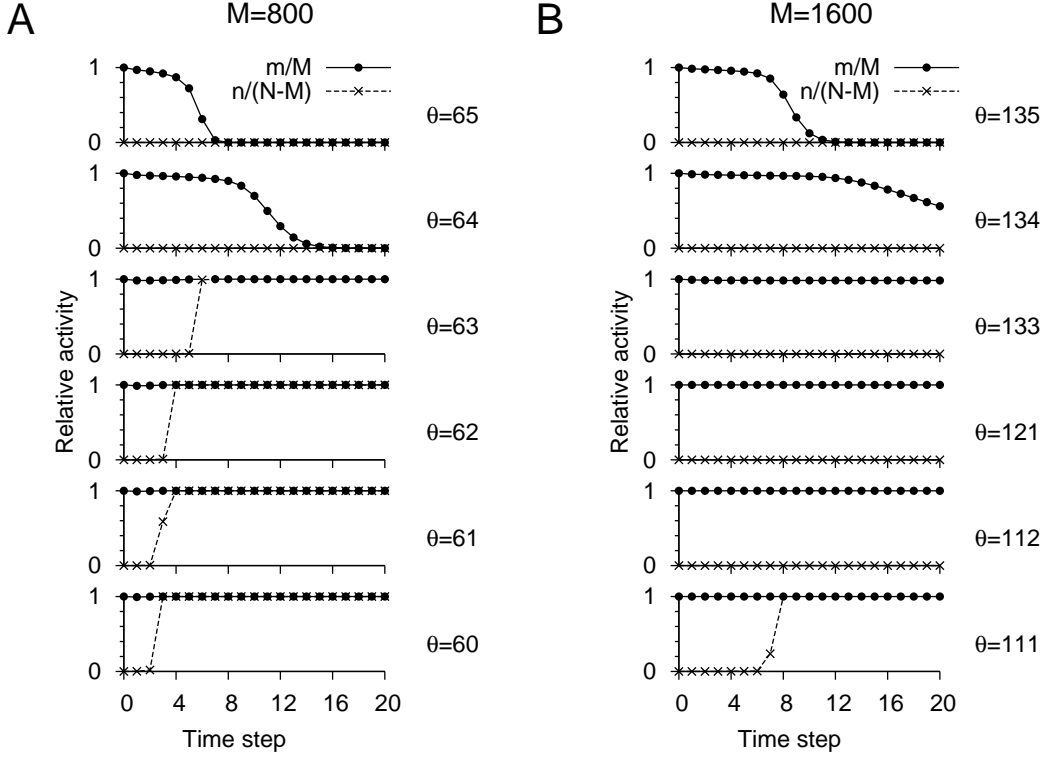 A
M=800
m/M
n/(N-M)
1
0
θ=65
1
0
θ=64
1
0
θ=63
1
0
θ=62
1
0
θ=61
1
0
θ=60
Relative activity
0 4 8 12 16 20
Time step
B
M=1600
m/M
n/(N-M)
1
0
θ=135
1
0
θ=134
1
0
θ=133
1
0
θ=121
1
0
θ=112
1
0
θ=111
Relative activity
0 4 8 12 16 20
Time step